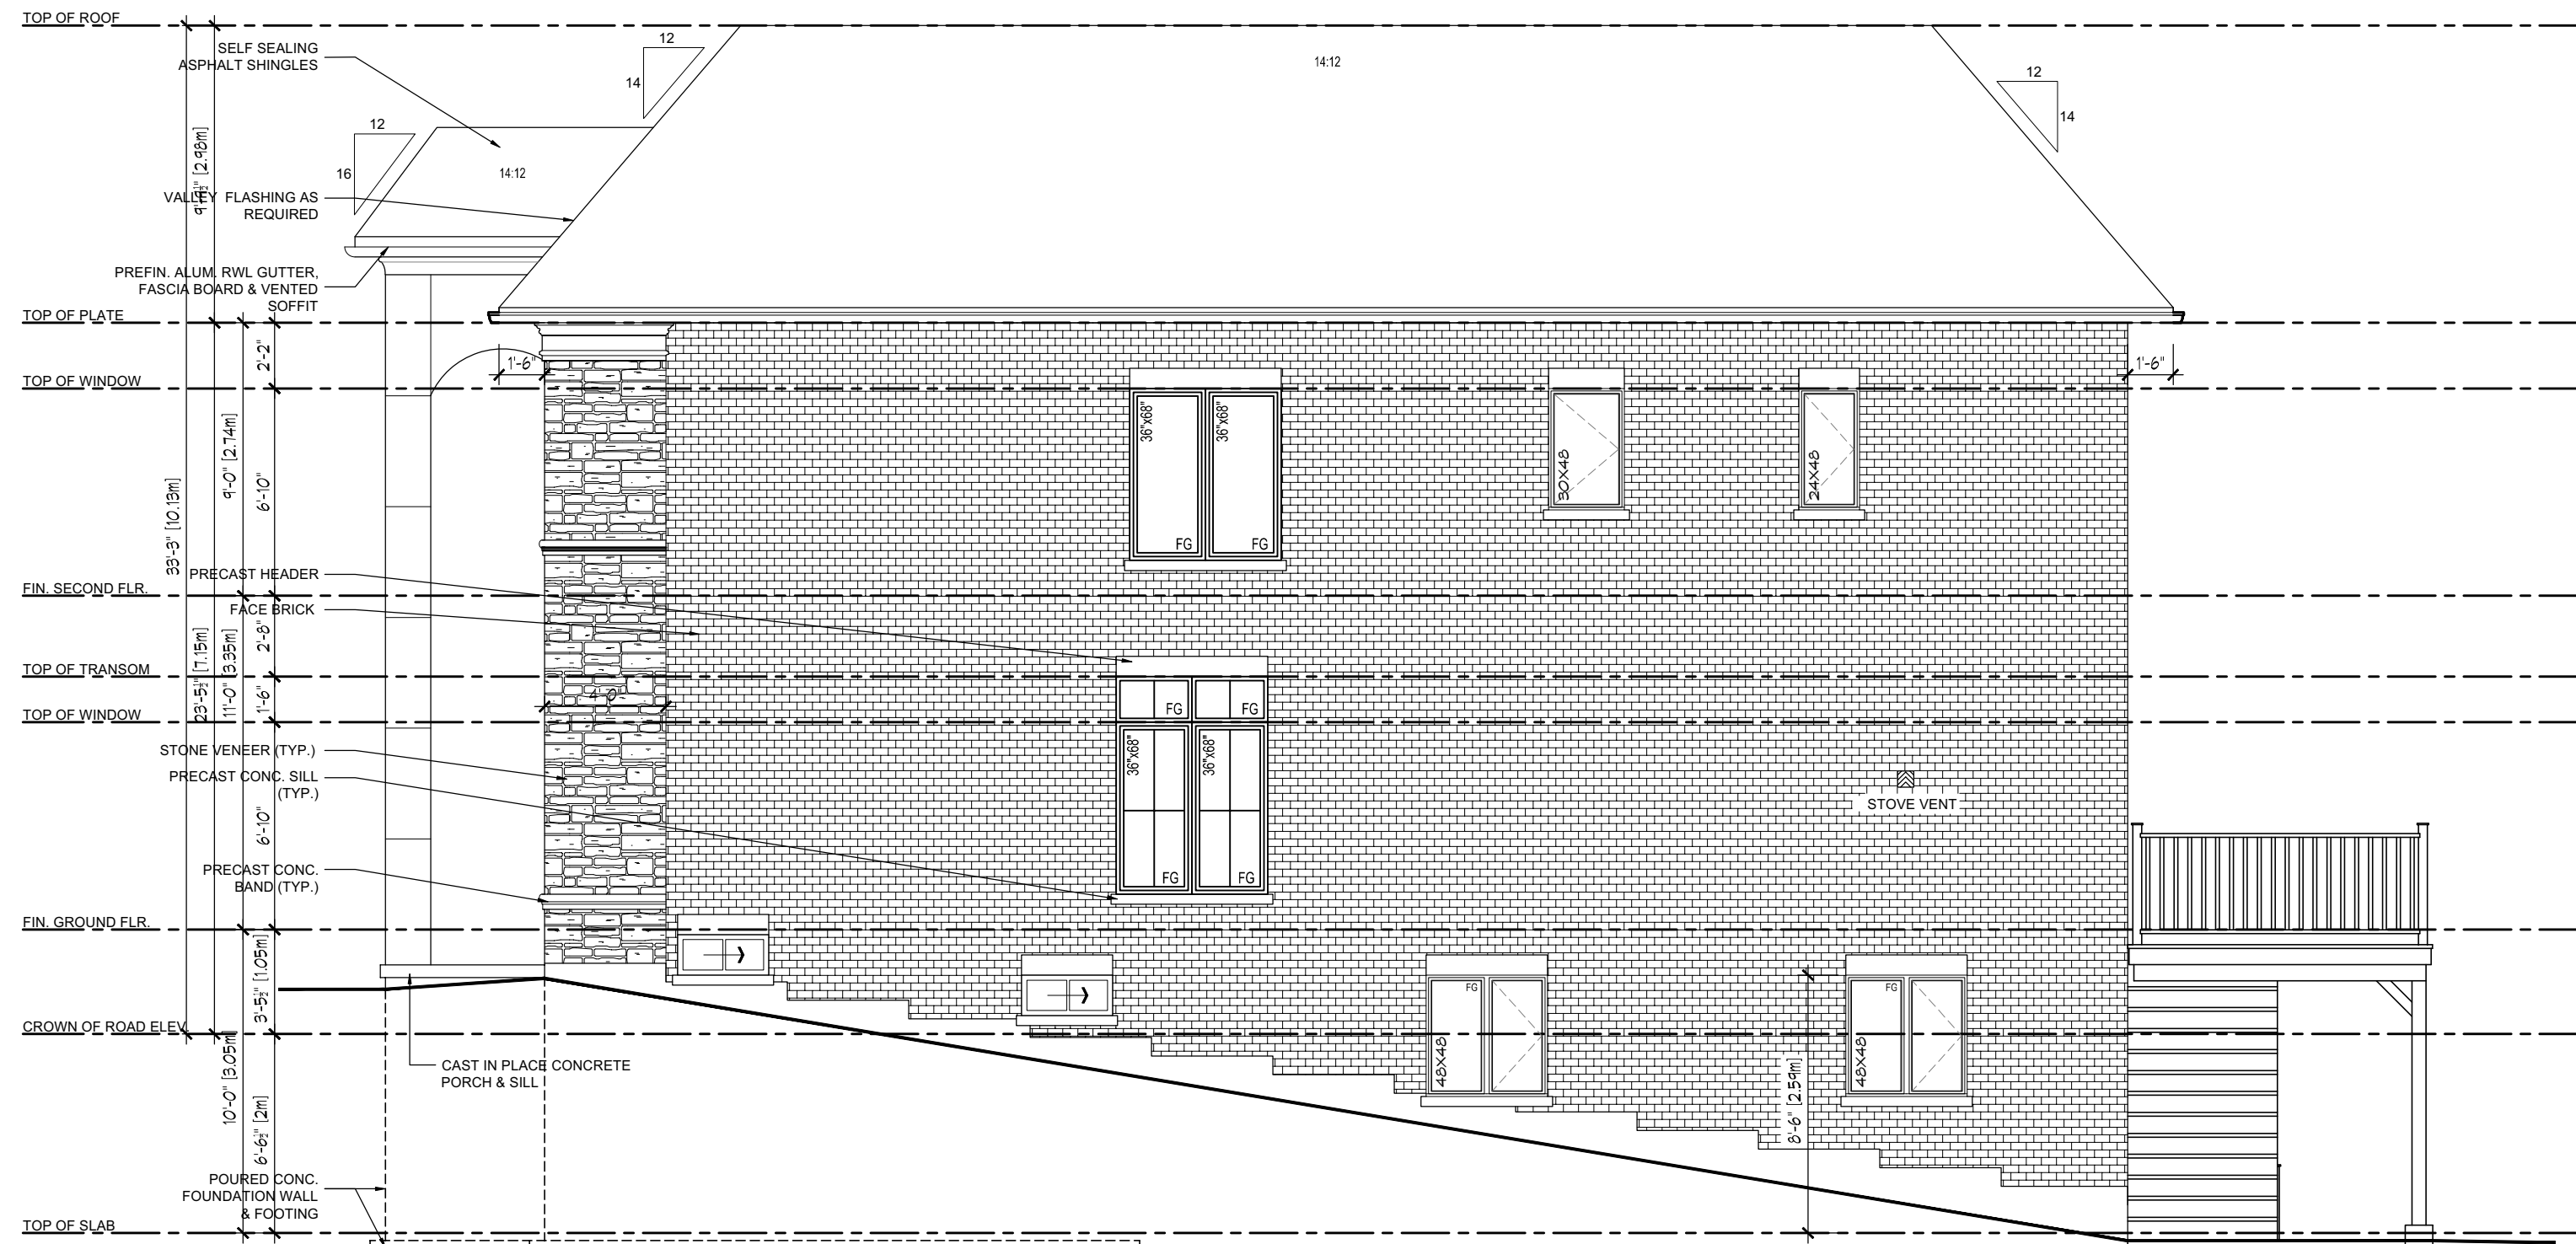 TOP OF ROOF
SELF SEALING
ASPHALT SHINGLES
12
14
14:12
12
14
12
16
14:12
9'-9½" [2.98m]
VALLEY FLASHING AS
REQUIRED
PREFIN. ALUM. RWL GUTTER,
FASCIA BOARD & VENTED
SOFFIT
TOP OF PLATE
2'-2"
1'-6"
1'-6"
TOP OF WINDOW
36"x68"
36"x68"
FG
FG
30X48
24X48
9'-0" [2.74m]
6'-10"
33'-3" [10.13m]
PRECAST HEADER
FIN. SECOND FLR.
FACE BRICK
2'-8"
23'-5½" [7.15m]
11'-0" [3.35m]
TOP OF TRANSOM
4'-0"
1'-6"
FG
FG
TOP OF WINDOW
36"x68"
36"x68"
FG
FG
STONE VENEER (TYP.)
PRECAST CONC. SILL
(TYP.)
STOVE VENT
6'-10"
PRECAST CONC.
BAND (TYP.)
FIN. GROUND FLR.
3'-5½" [1.05m]
FG
48X48
FG
48X48
CROWN OF ROAD ELEV.
10'-0" [3.05m]
CAST IN PLACE CONCRETE
PORCH & SILL
8'-6" [2.59m]
6'-6½" [2m]
POURED CONC.
FOUNDATION WALL
& FOOTING
TOP OF SLAB